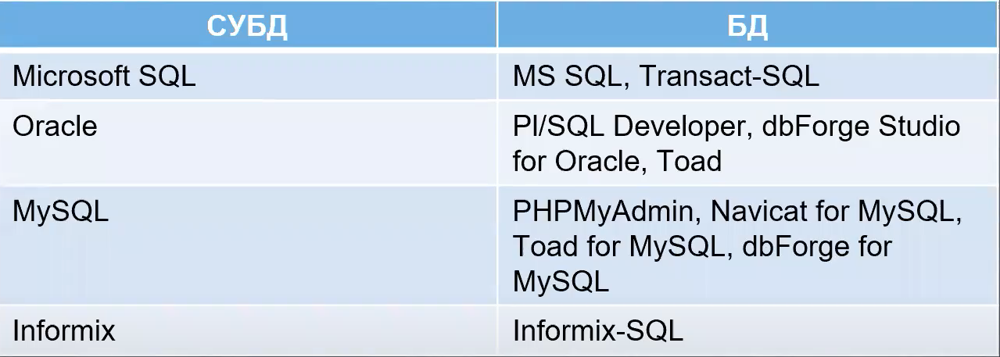 СУБД
БД
Microsoft SQL
MS SQL, Transact-SQL
Oracle
Pl/SQL Developer, dbForge Studio
for Oracle, Toad
MySQL
PHPMyAdmin, Navicat for MySQL,
Toad for MySQL, dbForge for
MySQL
Informix
Informix-SQL